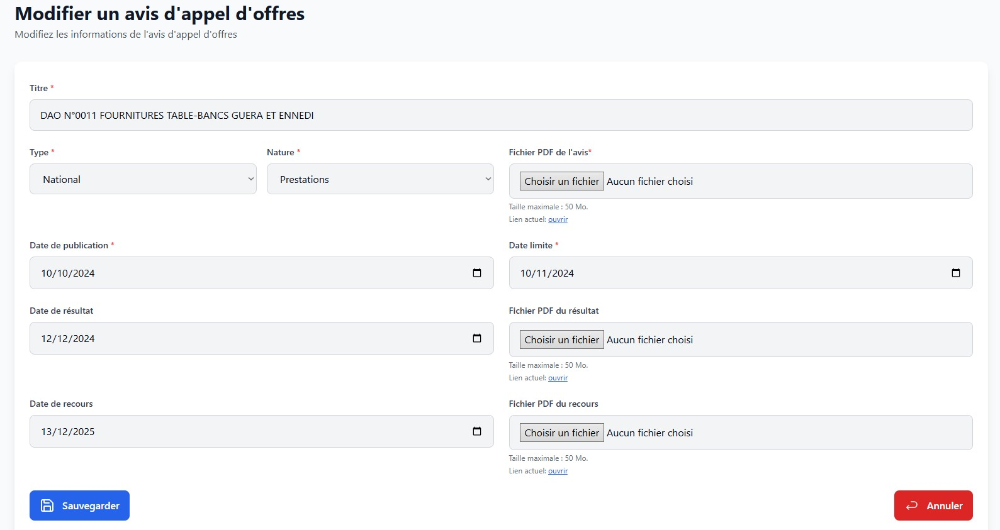 Modifier un avis d'appel d'offres
Modifiez les informations de l'avis d'appel d'offres
Titre *
DAO N°0011 FOURNITURES TABLE-BANCS GUERA ET ENNEDI
Type *
National
Nature *
Prestations
Fichier PDF de l'avis*
Choisir un fichier Aucun fichier choisi
Taille maximale : 50 Mo.
Lien actuel: ouvrir
Date de publication *
10/10/2024
Date limite *
10/11/2024
Date de résultat
12/12/2024
Fichier PDF du résultat
Choisir un fichier Aucun fichier choisi
Taille maximale : 50 Mo.
Lien actuel: ouvrir
Date de recours
13/12/2025
Fichier PDF du recours
Choisir un fichier Aucun fichier choisi
Taille maximale : 50 Mo.
Lien actuel: ouvrir
Sauvegarder
Annuler